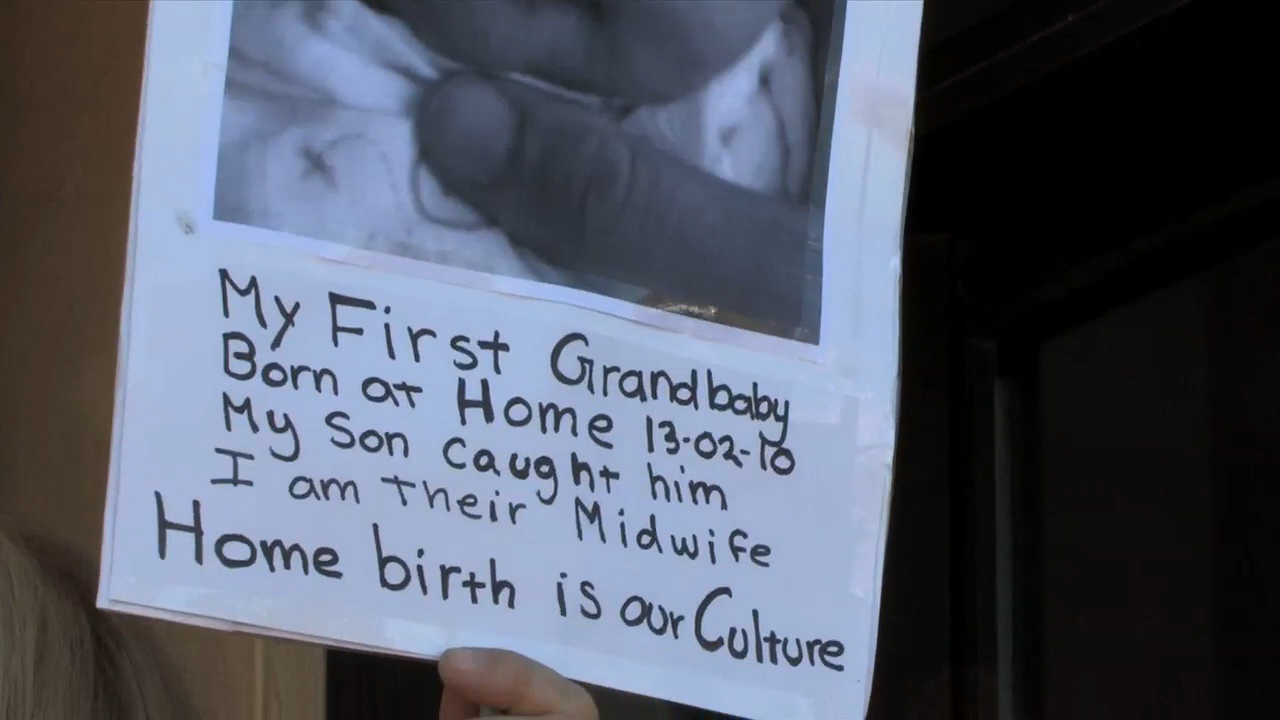 My First Grandbaby
Born at Home 13-02-10
My Son caught him
I am their Midwife
Home birth is our Culture